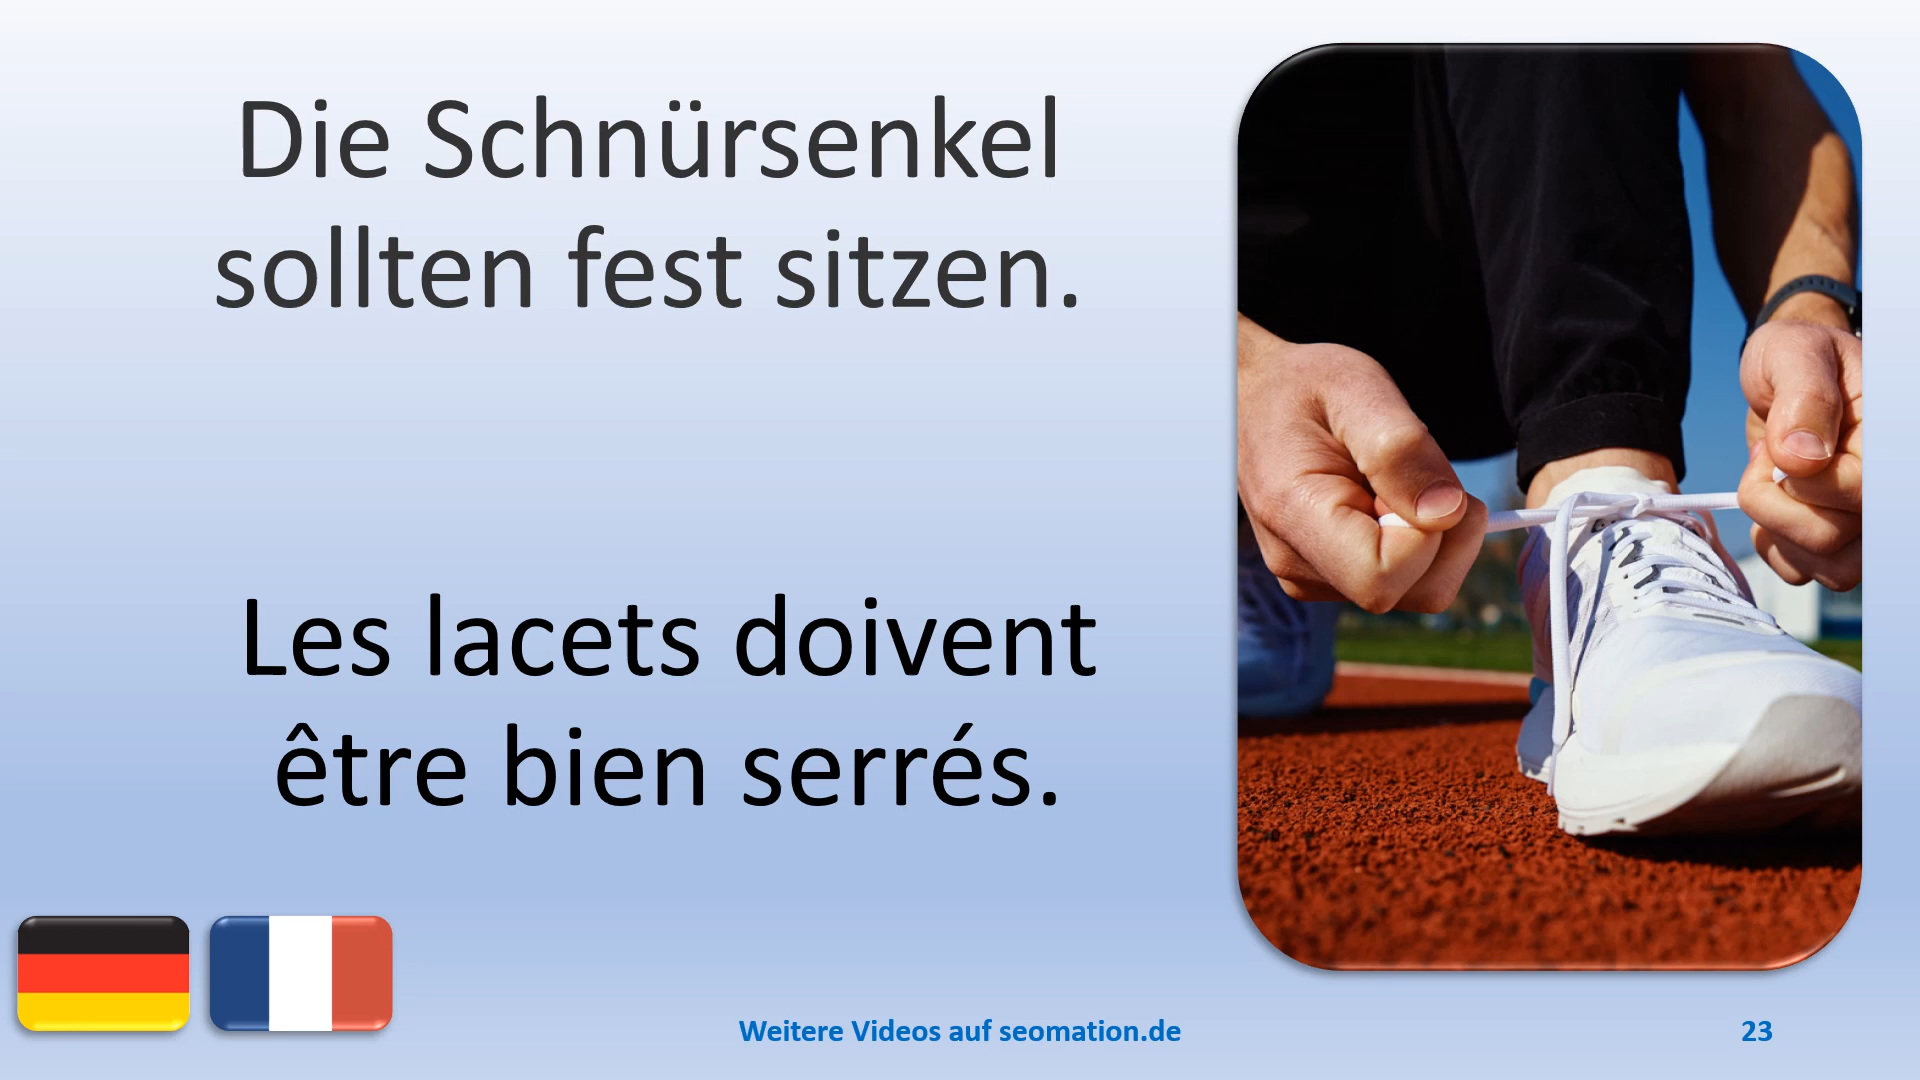 Die Schnürsenkel
sollten fest sitzen.
Les lacets doivent
être bien serrés.
Weitere Videos auf seomation.de
23